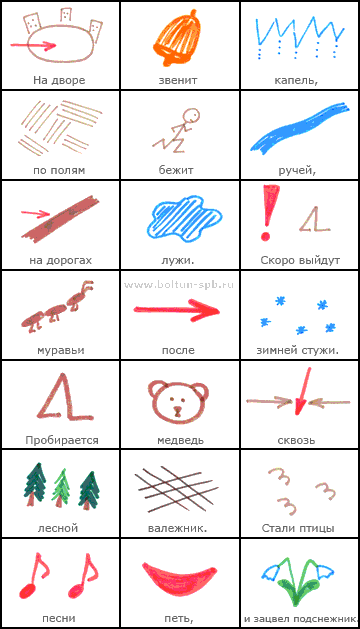 На дворе звенит капель,
по полям бежит ручей,
на дорогах лужи. Скоро выйдут
www.boltun-spb.ru
муравьи после зимней стужи.
Пробирается медведь сквозь
лесной валежник. Стали птицы
песни петь, и зацвел подснежник.